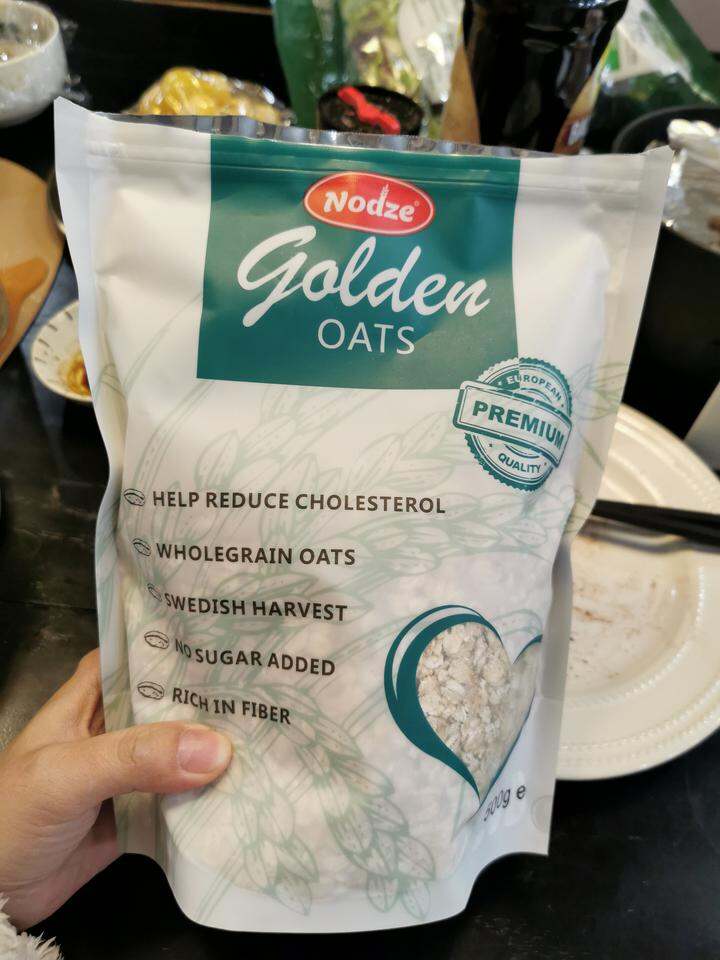 Nodze
Golden
OATS
EUROPEAN
PREMIUM
QUALITY
HELP REDUCE CHOLESTEROL
WHOLEGRAIN OATS
SWEDISH HARVEST
NO SUGAR ADDED
RICH IN FIBER
500g e